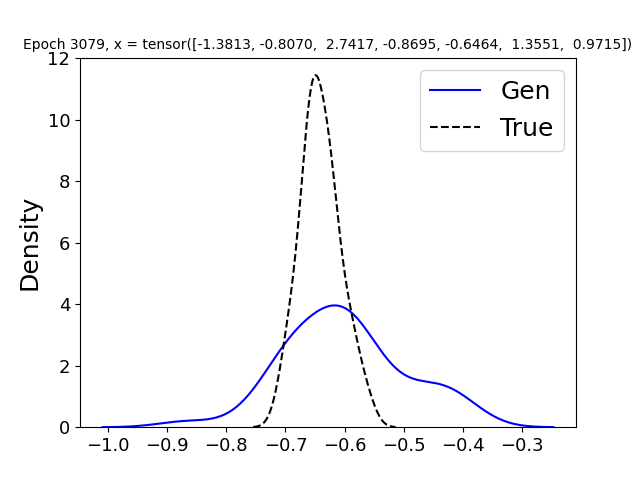 Epoch 3079, x = tensor([-1.3813, -0.8070,  2.7417, -0.8695, -0.6464,  1.3551,  0.9715])
Gen
True
Density
12
10
8
6
4
2
0
−1.0 −0.9 −0.8 −0.7 −0.6 −0.5 −0.4 −0.3